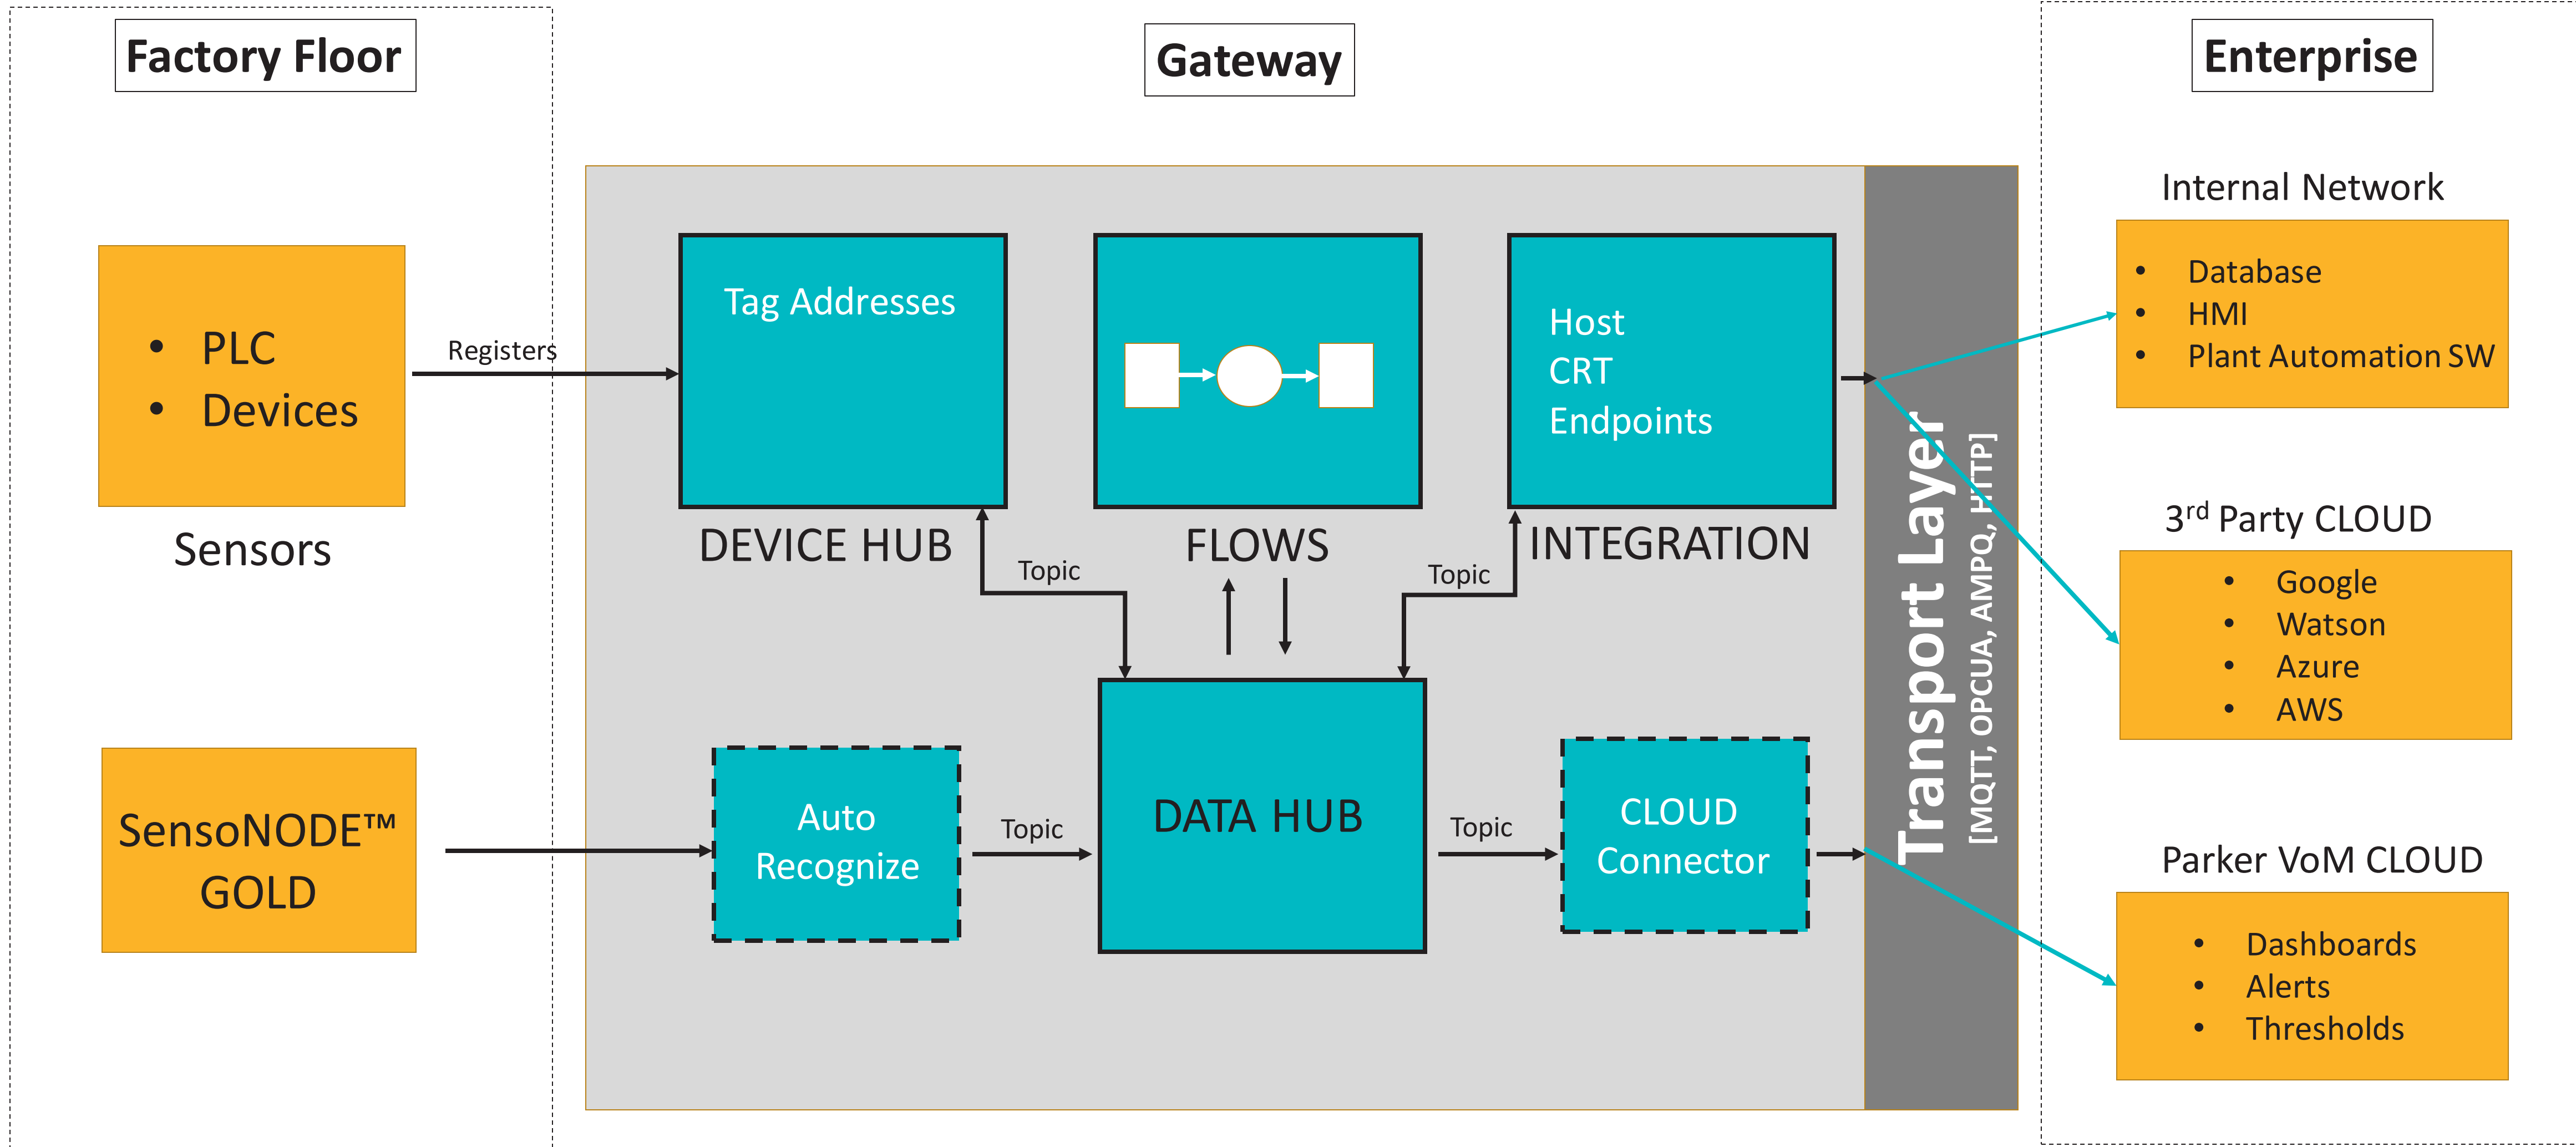 Factory Floor
Gateway
Enterprise
• PLC
• Devices
Sensors
SensoNODE™
GOLD
Registers
Tag Addresses
DEVICE HUB
FLOWS
Host
CRT
Endpoints
INTEGRATION
Topic
Topic
Auto
Recognize
Topic
DATA HUB
Topic
CLOUD
Connector
Transport Layer
[MQTT, OPCUA, AMPQ, HTTP]
Internal Network
• Database
• HMI
• Plant Automation SW
3rd Party CLOUD
• Google
• Watson
• Azure
• AWS
Parker VoM CLOUD
• Dashboards
• Alerts
• Thresholds